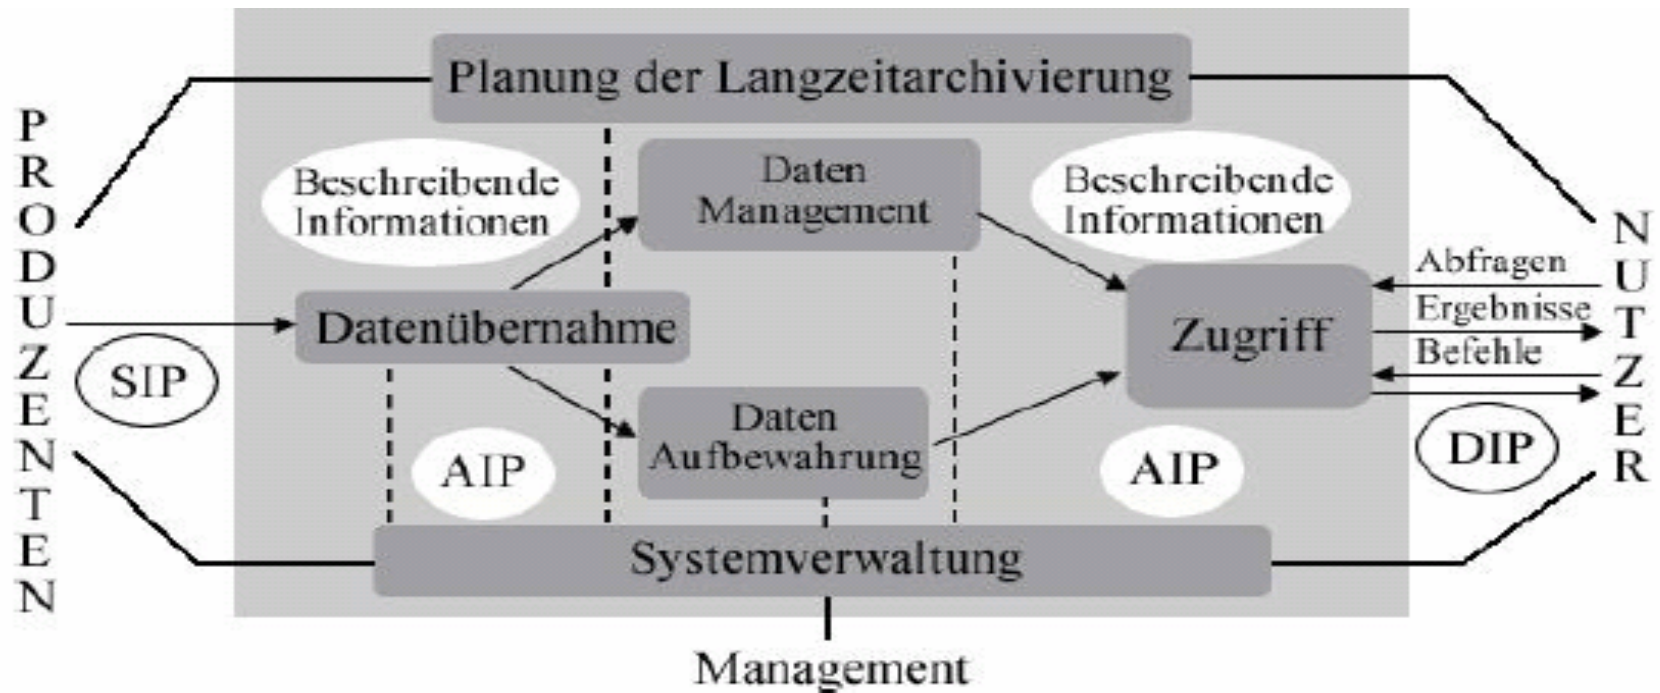 Planung der Langzeitarchivierung
PRODUZENTEN
Beschreibende
Informationen
Daten
Management
Beschreibende
Informationen
NUTZER
Abfragen
Ergebnisse
Befehle
Datenübernahme
Zugriff
SIP
Daten
Aufbewahrung
AIP
AIP
DIP
Systemverwaltung
Management